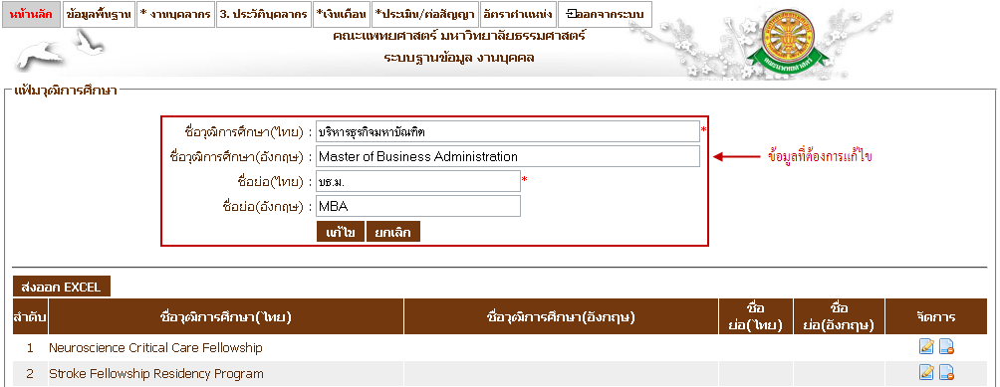 หน้าหลัก ข้อมูลพื้นฐาน * งานบุคลากร 3. ประวัติบุคลากร *เงินเดือน *ประเมิน/ต่อสัญญา อัตราตำแหน่ง ออกจากระบบ
คณะแพทยศาสตร์ มหาวิทยาลัยธรรมศาสตร์
ระบบฐานข้อมูล งานบุคคล
แฟ้มวุฒิการศึกษา
ชื่อวุฒิการศึกษา(ไทย) : บริหารธุรกิจมหาบัณฑิต *
ชื่อวุฒิการศึกษา(อังกฤษ) : Master of Business Administration ข้อมูลที่ต้องการแก้ไข
ชื่อย่อ(ไทย) : บธ.ม. *
ชื่อย่อ(อังกฤษ) : MBA
แก้ไข ยกเลิก
ส่งออก EXCEL
ลำดับ ชื่อวุฒิการศึกษา(ไทย) ชื่อวุฒิการศึกษา(อังกฤษ) ชื่อย่อ(ไทย) ชื่อย่อ(อังกฤษ) จัดการ
1 Neuroscience Critical Care Fellowship
2 Stroke Fellowship Residency Program